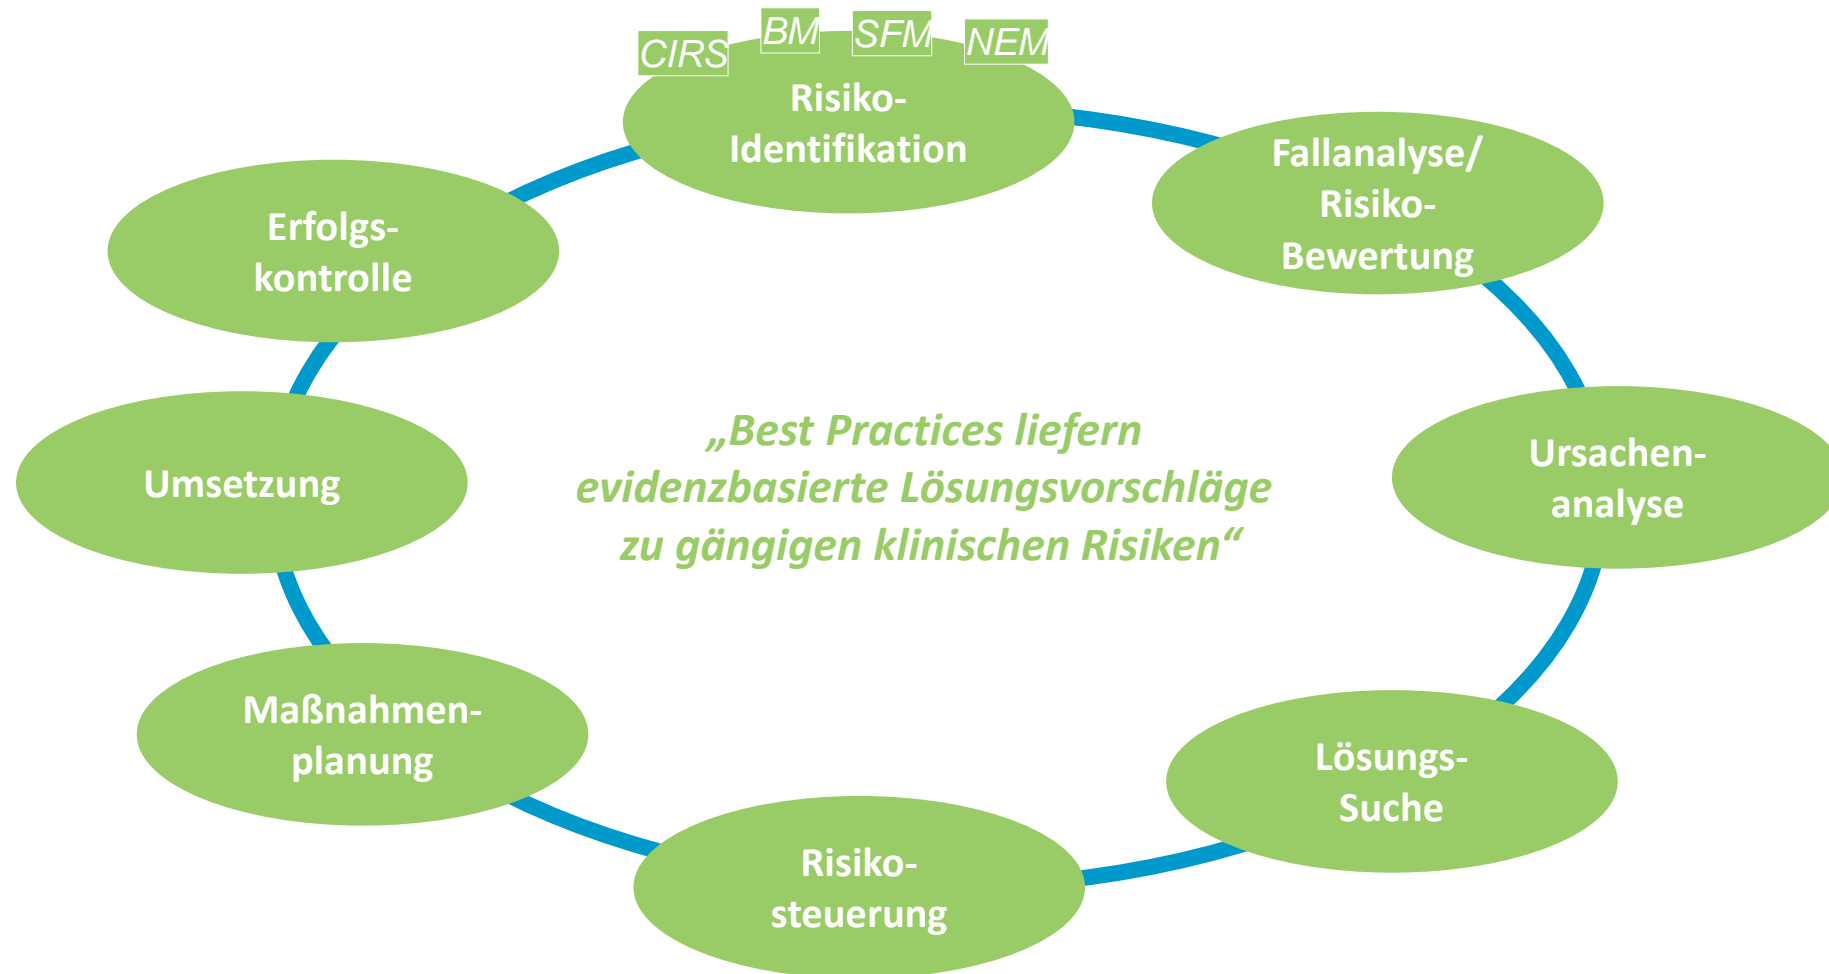 CIRS
BM
SFM
NEM
Risiko-
Identifikation
Fallanalyse/
Risiko-
Bewertung
Ursachen-
analyse
Lösungs-
Suche
Risiko-
steuerung
Maßnahmen-
planung
Umsetzung
Erfolgs-
kontrolle
„Best Practices liefern
evidenzbasierte Lösungsvorschläge
zu gängigen klinischen Risiken“